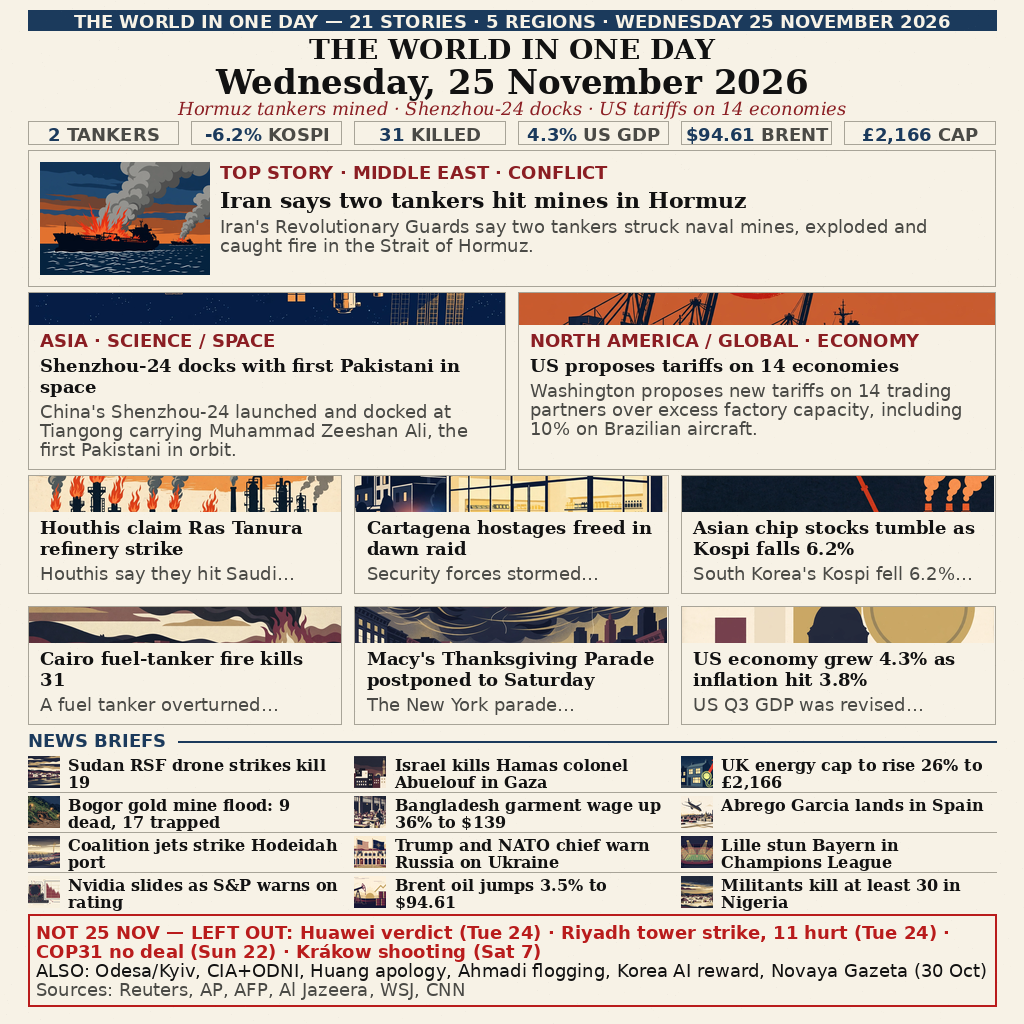 THE WORLD IN ONE DAY — 21 STORIES · 5 REGIONS · WEDNESDAY 25 NOVEMBER 2026
THE WORLD IN ONE DAY
Wednesday, 25 November 2026
Hormuz tankers mined · Shenzhou-24 docks · US tariffs on 14 economies
2 TANKERS
-6.2% KOSPI
31 KILLED
4.3% US GDP
$94.61 BRENT
£2,166 CAP
TOP STORY · MIDDLE EAST · CONFLICT
Iran says two tankers hit mines in Hormuz
Iran's Revolutionary Guards say two tankers struck naval mines, exploded and
caught fire in the Strait of Hormuz.
ASIA · SCIENCE / SPACE
Shenzhou-24 docks with first Pakistani in
space
China's Shenzhou-24 launched and docked at
Tiangong carrying Muhammad Zeeshan Ali, the
first Pakistani in orbit.
NORTH AMERICA / GLOBAL · ECONOMY
US proposes tariffs on 14 economies
Washington proposes new tariffs on 14 trading
partners over excess factory capacity, including
10% on Brazilian aircraft.
Houthis claim Ras Tanura
refinery strike
Houthis say they hit Saudi…
Cartagena hostages freed in
dawn raid
Security forces stormed…
Asian chip stocks tumble as
Kospi falls 6.2%
South Korea's Kospi fell 6.2%…
Cairo fuel-tanker fire kills
31
A fuel tanker overturned…
Macy's Thanksgiving Parade
postponed to Saturday
The New York parade…
US economy grew 4.3% as
inflation hit 3.8%
US Q3 GDP was revised…
NEWS BRIEFS
Sudan RSF drone strikes kill
19
Israel kills Hamas colonel
Abuelouf in Gaza
UK energy cap to rise 26% to
£2,166
Bogor gold mine flood: 9
dead, 17 trapped
Bangladesh garment wage up
36% to $139
Abrego Garcia lands in Spain
Coalition jets strike Hodeidah
port
Trump and NATO chief warn
Russia on Ukraine
Lille stun Bayern in
Champions League
Nvidia slides as S&P warns on
rating
Brent oil jumps 3.5% to
$94.61
Militants kill at least 30 in
Nigeria
NOT 25 NOV — LEFT OUT: Huawei verdict (Tue 24) · Riyadh tower strike, 11 hurt (Tue 24) ·
COP31 no deal (Sun 22) · Krákow shooting (Sat 7)
ALSO: Odesa/Kyiv, CIA+ODNI, Huang apology, Ahmadi flogging, Korea AI reward, Novaya Gazeta (30 Oct)
Sources: Reuters, AP, AFP, Al Jazeera, WSJ, CNN